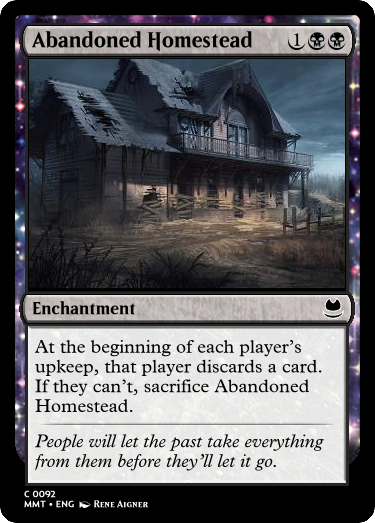 Abandoned Homestead 1
Enchantment
At the beginning of each player's
upkeep, that player discards a card.
If they can't, sacrifice Abandoned
Homestead.
People will let the past take everything
from them before they'll let it go.
C 0092
MMT • ENG Rene Aigner